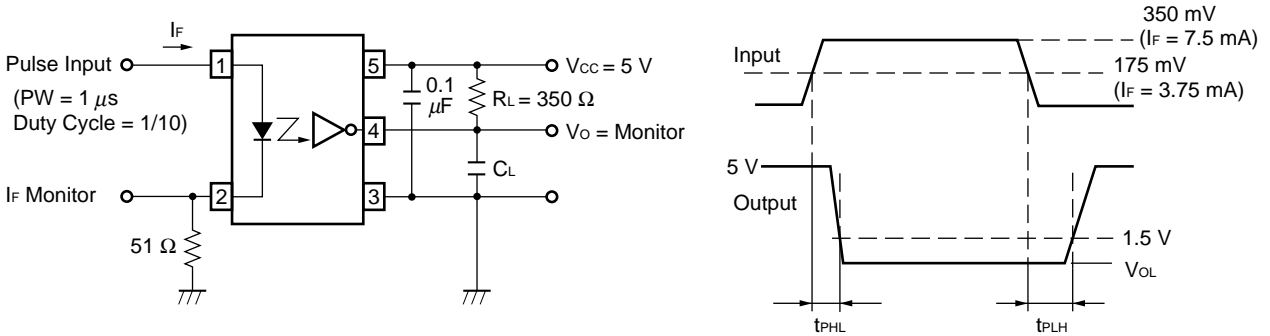 IF
Pulse Input
(PW = 1 μs
Duty Cycle = 1/10)
1
5
0.1
μF
RL = 350 Ω
VCC = 5 V
4
VO = Monitor
CL
IF Monitor
2
3
51 Ω
350 mV
(IF = 7.5 mA)
Input
175 mV
(IF = 3.75 mA)
5 V
Output
1.5 V
VOL
tPHL
tPLH